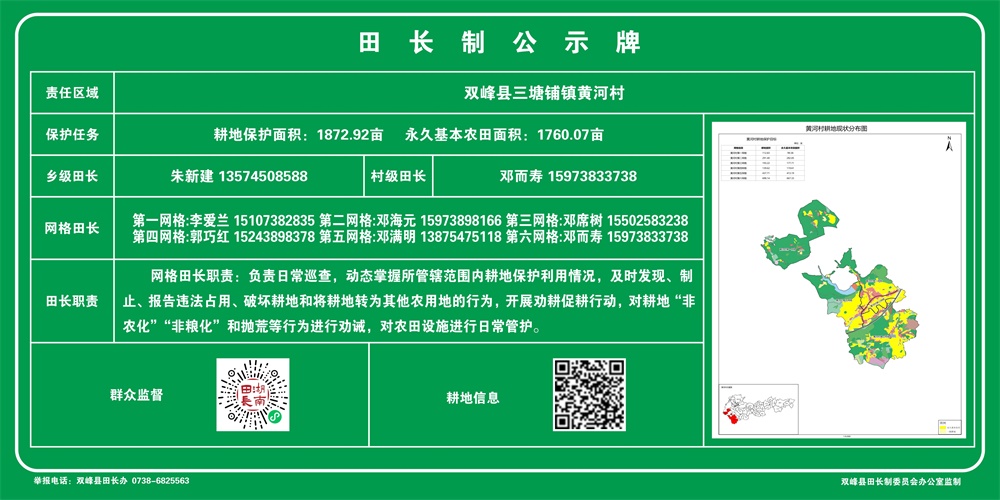 田长制公示牌
责任区域
双峰县三塘铺镇黄河村
保护任务
耕地保护面积：1872.92亩 永久基本农田面积：1760.07亩
乡级田长
朱新建 13574508588
村级田长
邓而寿 15973833738
网格田长
第一网格:李爱兰 15107382835 第二网格:邓海元 15973898166 第三网格:邓席树 15502583238
第四网格:郭巧红 15243898378 第五网格:邓满明 13875475118 第六网格:邓而寿 15973833738
田长职责
网格田长职责：负责日常巡查，动态掌握所管辖范围内耕地保护利用情况，及时发现、制
止、报告违法占用、破坏耕地和将耕地转为其他农用地的行为，开展劝耕促耕行动，对耕地“非
农化”“非粮化”和抛荒等行为进行劝诫，对农田设施进行日常管护。
群众监督
湖南田长
耕地信息
黄河村耕地现状分布图
N
举报电话：双峰县田长办 0738-6825563
双峰县田长制委员会办公室监制